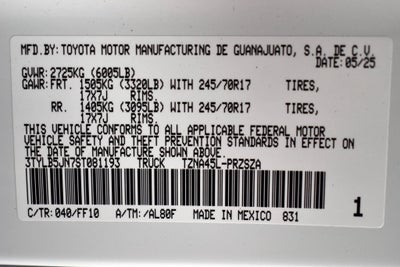 MFD.BY: TOYOTA MOTOR MANUFACTURING DE GUANAJUATO, S.A. DE C.V.
DATE: 05/25
GVWR: 2725KG (6005LB)
GAWR: FRT. 1505KG (3320LB) WITH 245/70R17 TIRES,
17x7J RIMS
RR. 1405KG (3095LB) WITH 245/70R17 TIRES,
17x7J RIMS
THIS VEHICLE CONFORMS TO ALL APPLICABLE FEDERAL MOTOR
VEHICLE SAFETY AND THEFT PREVENTION STANDARDS IN EFFECT ON
THE DATE OF MANUFACTURE SHOWN ABOVE.
3TYLB5JN7ST081193 TRUCK TZNA45L-PRZSZA
C/TR: 040/FF10 A/TM: /AL80F MADE IN MEXICO 831 1